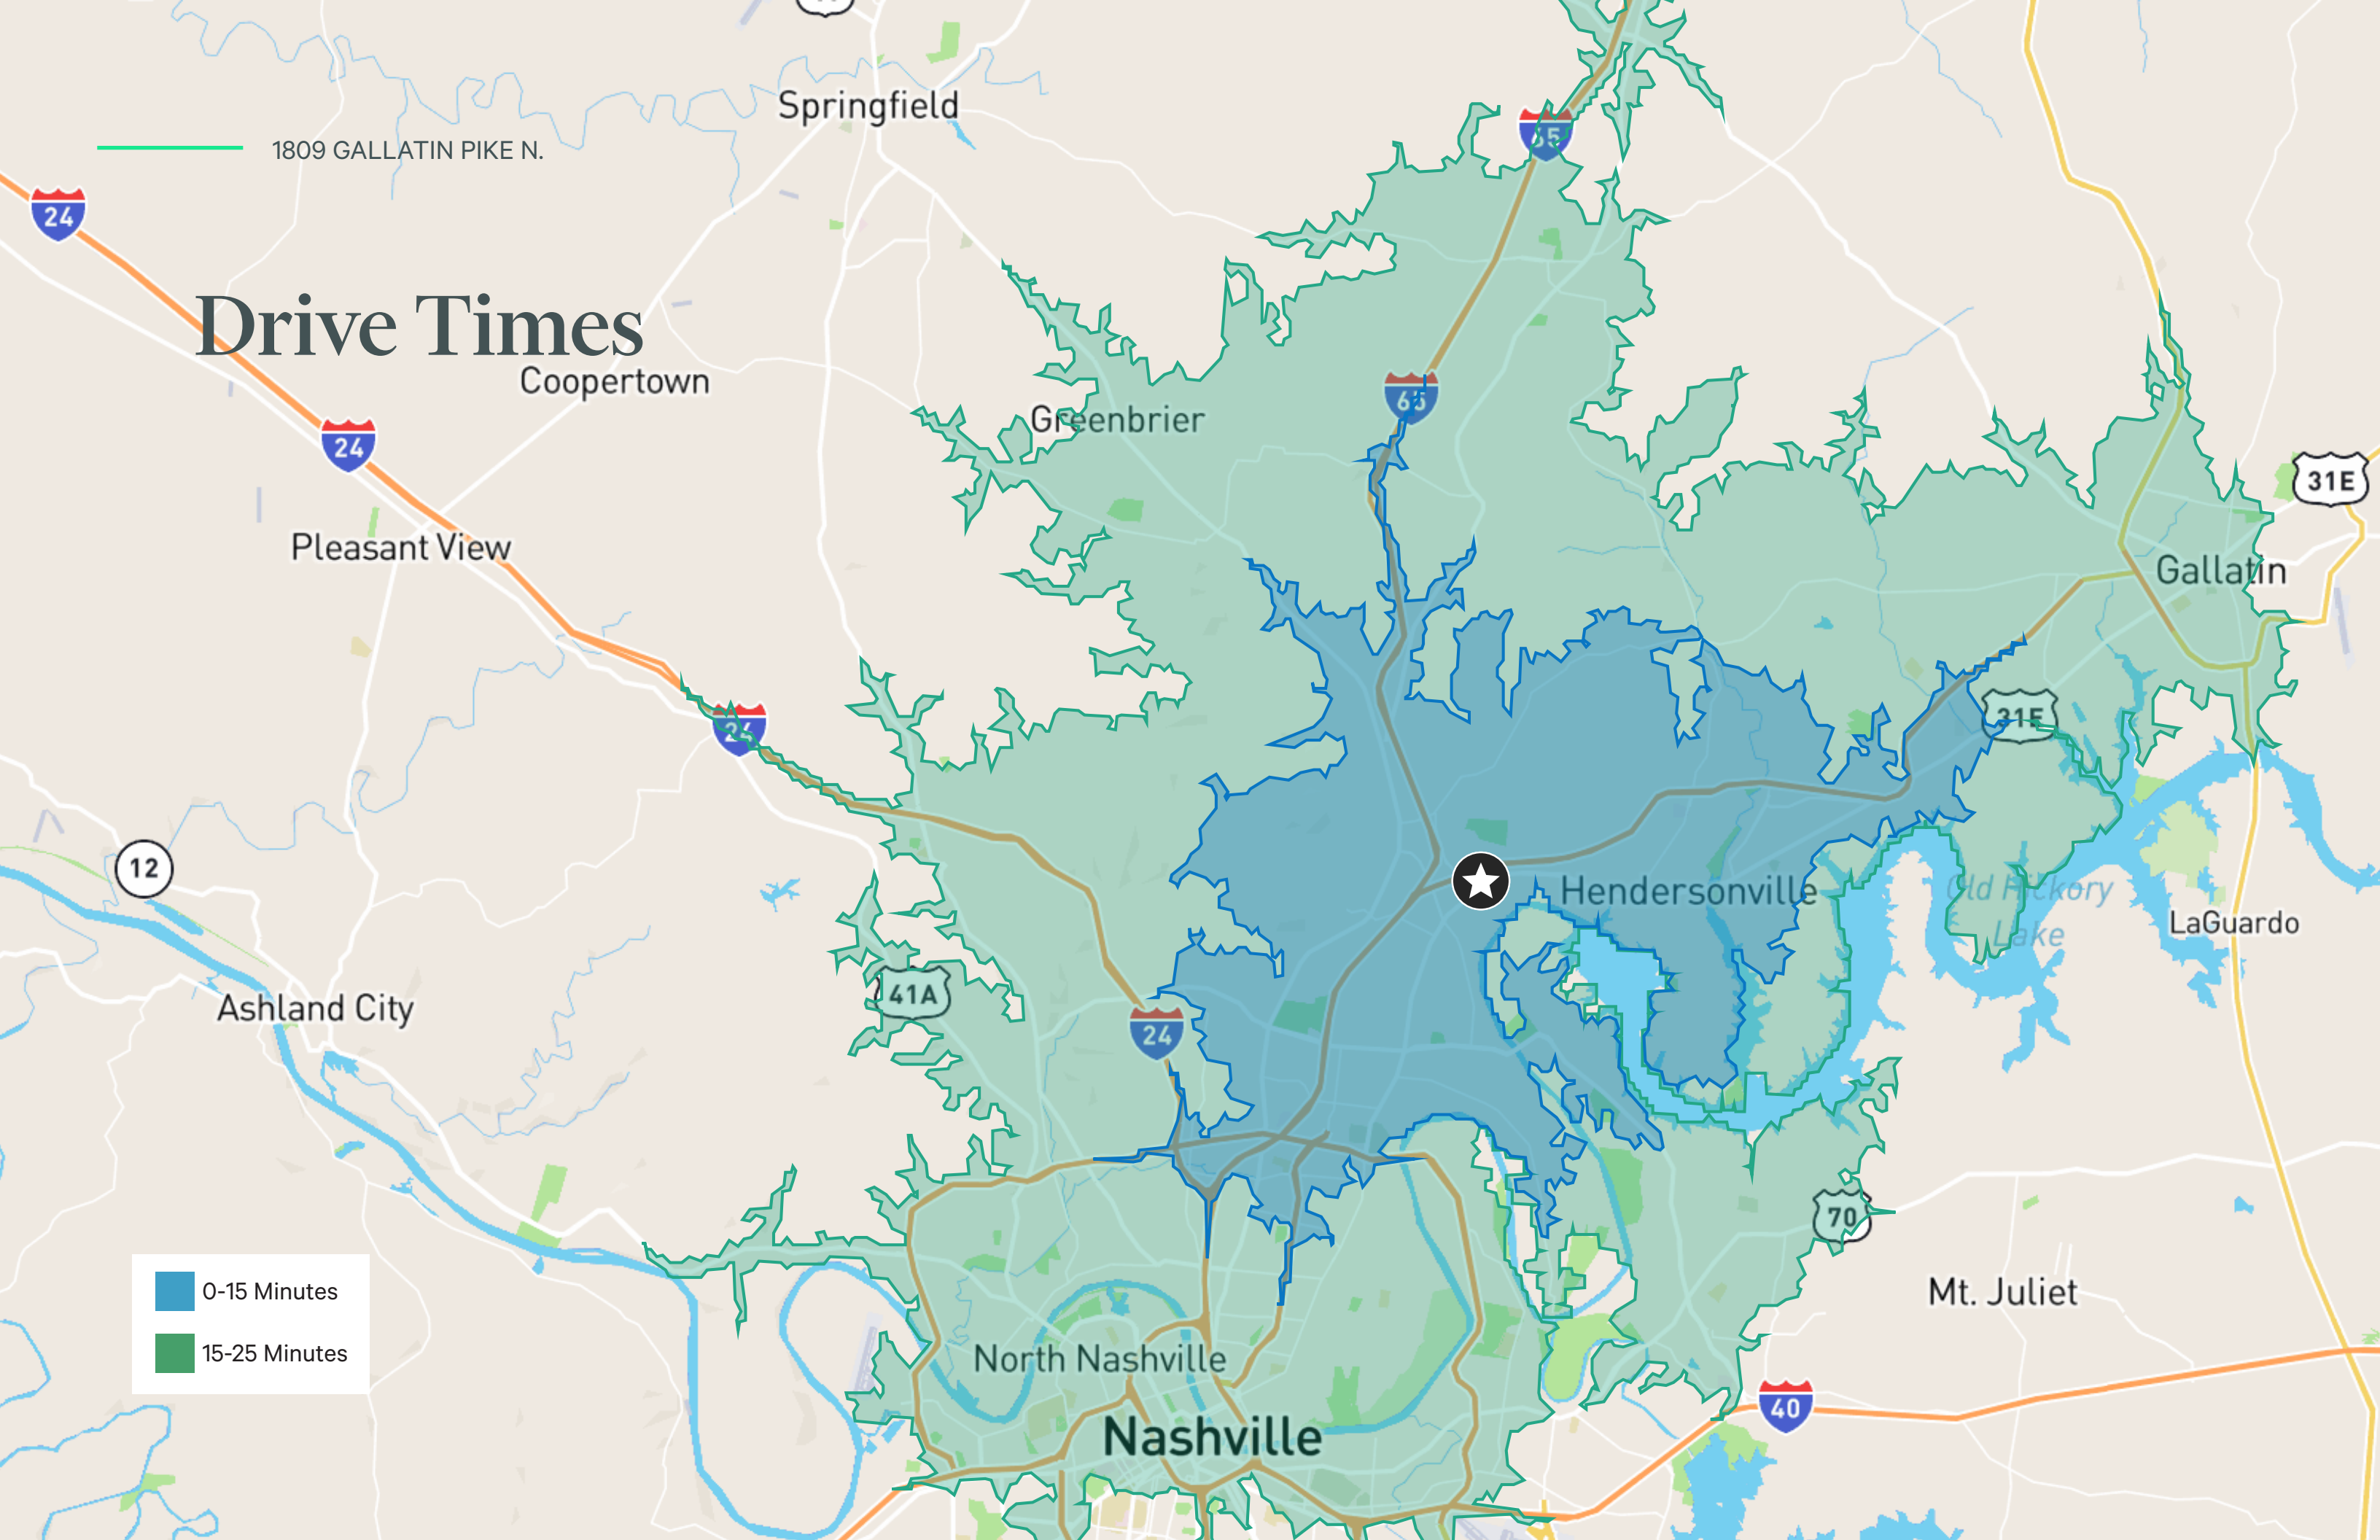 Springfield
1809 GALLATIN PIKE N.
65
24
Drive Times
Coopertown
65
Greenbrier
24
31E
Pleasant View
Gallatin
24
31E
12
Hendersonville
Old Hickory
Lake
LaGuardo
41A
Ashland City
24
70
0-15 Minutes
Mt. Juliet
15-25 Minutes
North Nashville
40
Nashville